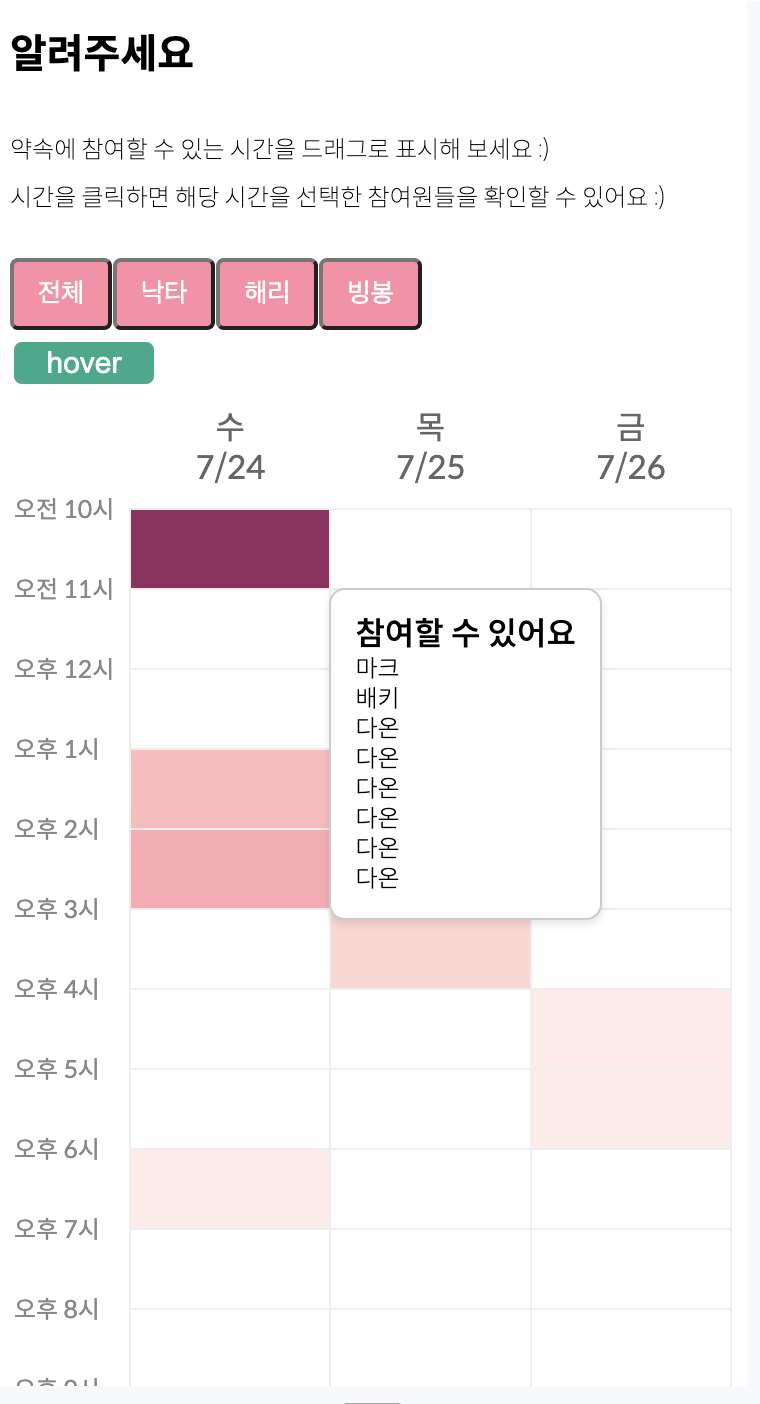 알려주세요
약속에 참여할 수 있는 시간을 드래그로 표시해 보세요 :)
시간을 클릭하면 해당 시간을 선택한 참여원들을 확인할 수 있어요 :)
전체 낙타 해리 빙봉
hover
수 목 금
7/24 7/25 7/26
오전 10시
오전 11시
참여할 수 있어요
마크
오후 12시
배키
다온
오후 1시
다온
다온
오후 2시
다온
다온
다온
오후 3시
오후 4시
오후 5시
오후 6시
오후 7시
오후 8시